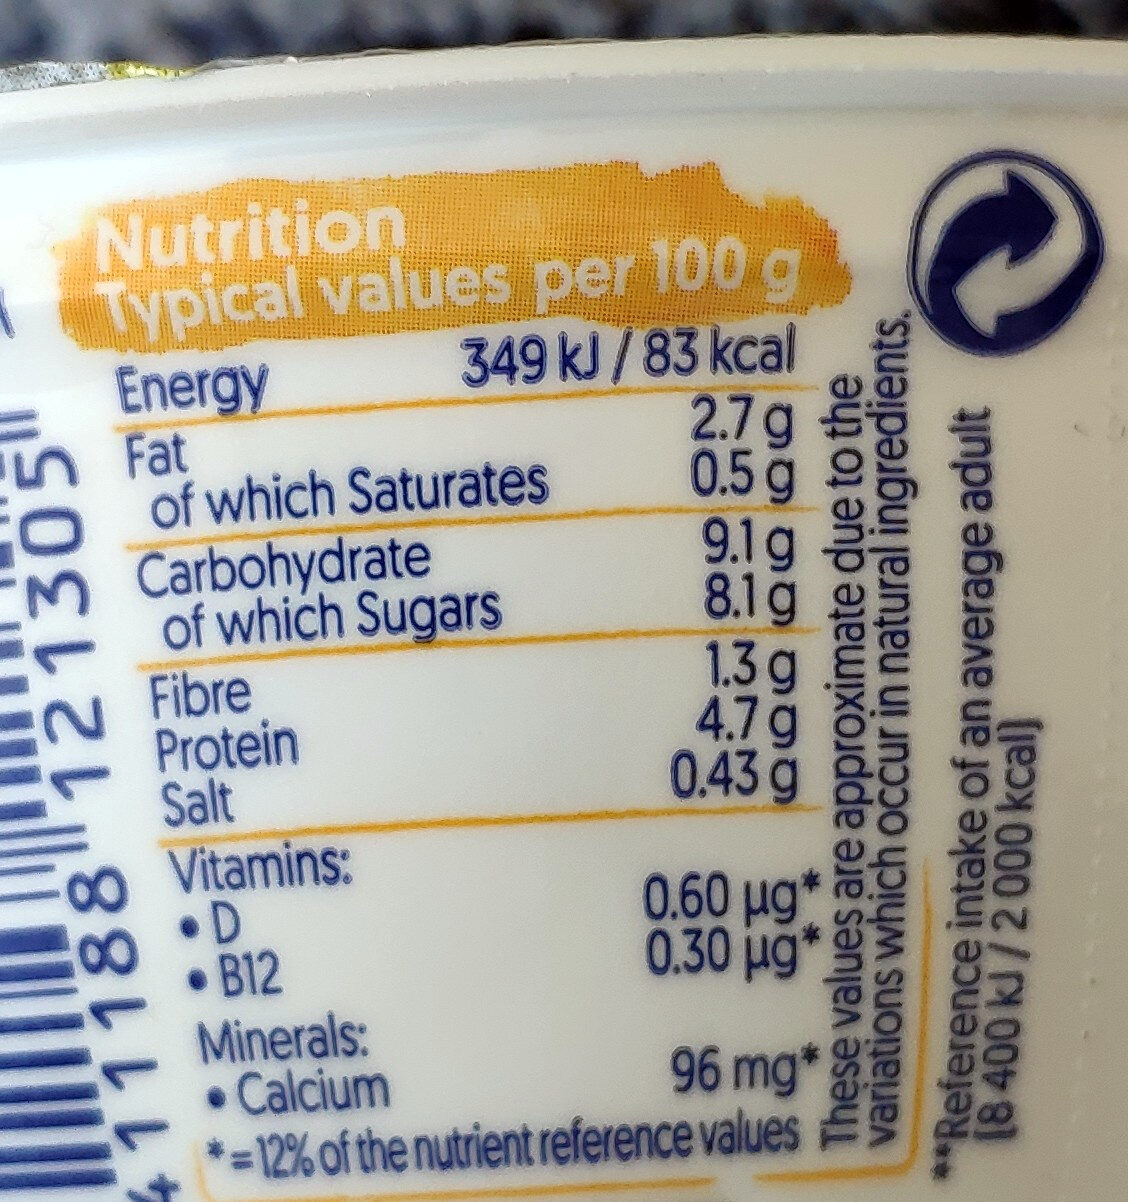 Nutrition
Typical values per 100 g
Energy 349 kJ / 83 kcal
Fat 2.7 g
of which Saturates 0.5 g
Carbohydrate 9.1 g
of which Sugars 8.1 g
Fibre 1.3 g
Protein 4.7 g
Salt 0.43 g
Vitamins:
• D 0.60 µg*
• B12 0.30 µg*
Minerals:
• Calcium 96 mg*
* = 12% of the nutrient reference values
These values are approximate due to the
variations which occur in natural ingredients.
**Reference intake of an average adult
(8 400 kJ / 2 000 kcal)
411188 121305